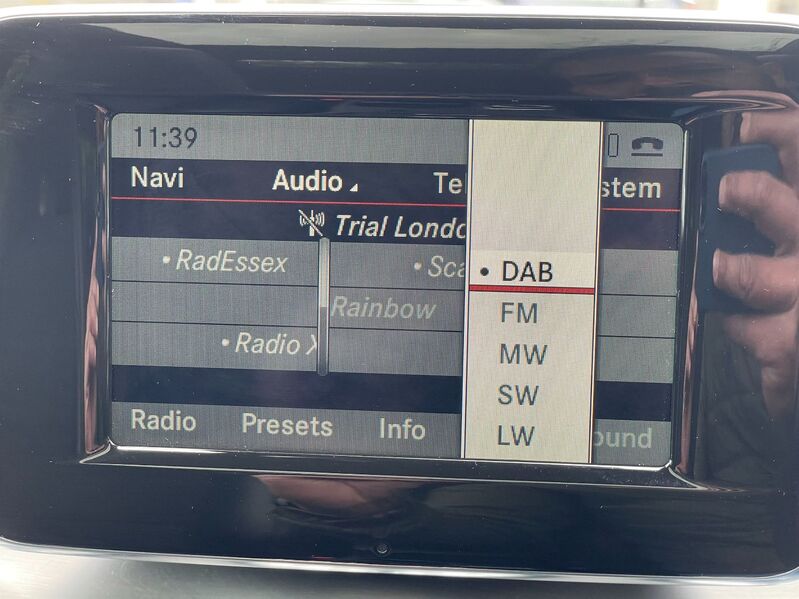 11:39
Navi Audio Te stem
Trial Londo
• RadEssex • Sca
Rainbow
• Radio X
• DAB
FM
MW
SW
LW
Radio Presets Info ound